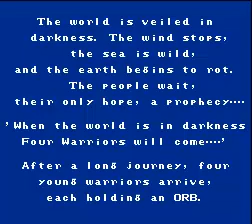 The world is veiled in
darkness. The wind stops,
the sea is wild,
and the earth begins to rot.
The people wait,
their only hope, a prophecy....
'When the world is in darkness
Four Warriors will come....'
After a long journey, four
young warriors arrive,
each holding an ORB.